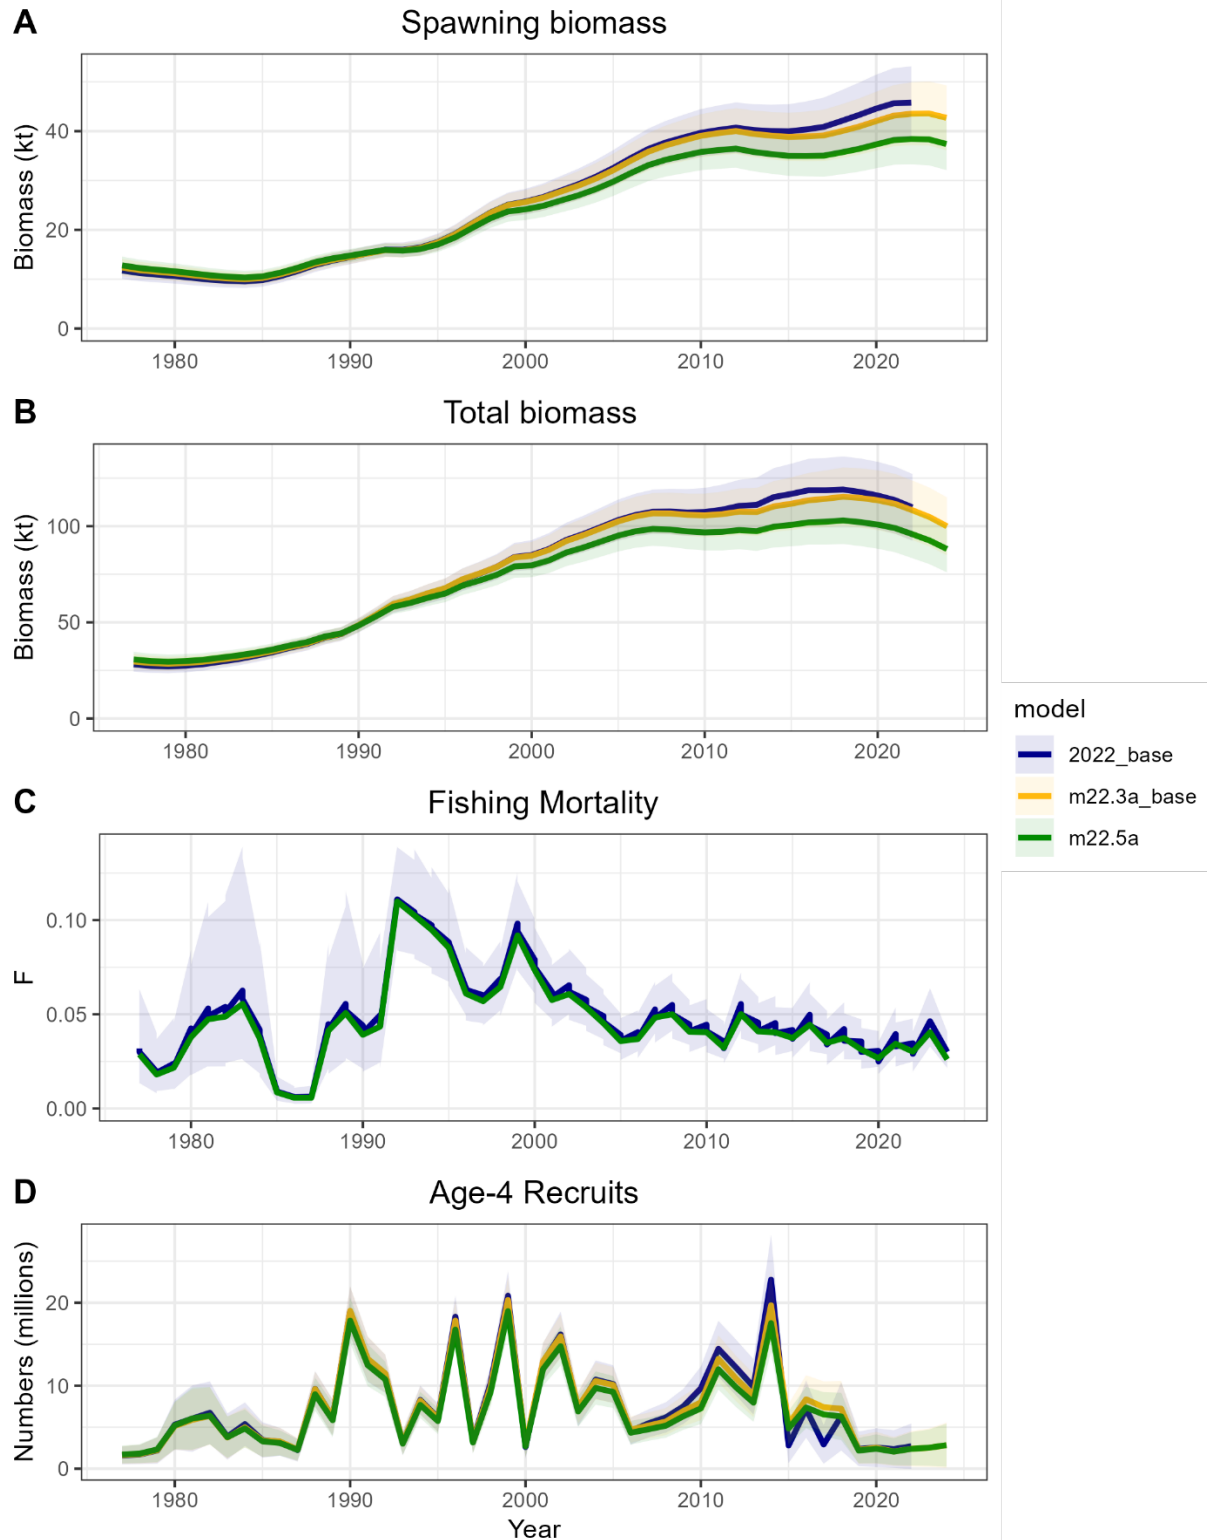 A
Spawning biomass
Biomass (kt)
40
20
0
1980
1990
2000
2010
2020
B
Total biomass
Biomass (kt)
100
50
0
1980
1990
2000
2010
2020
model
2022_base
m22.3a_base
m22.5a
C
Fishing Mortality
F
0.10
0.05
0.00
1980
1990
2000
2010
2020
D
Age-4 Recruits
Numbers (millions)
20
10
0
1980
1990
2000
2010
2020
Year